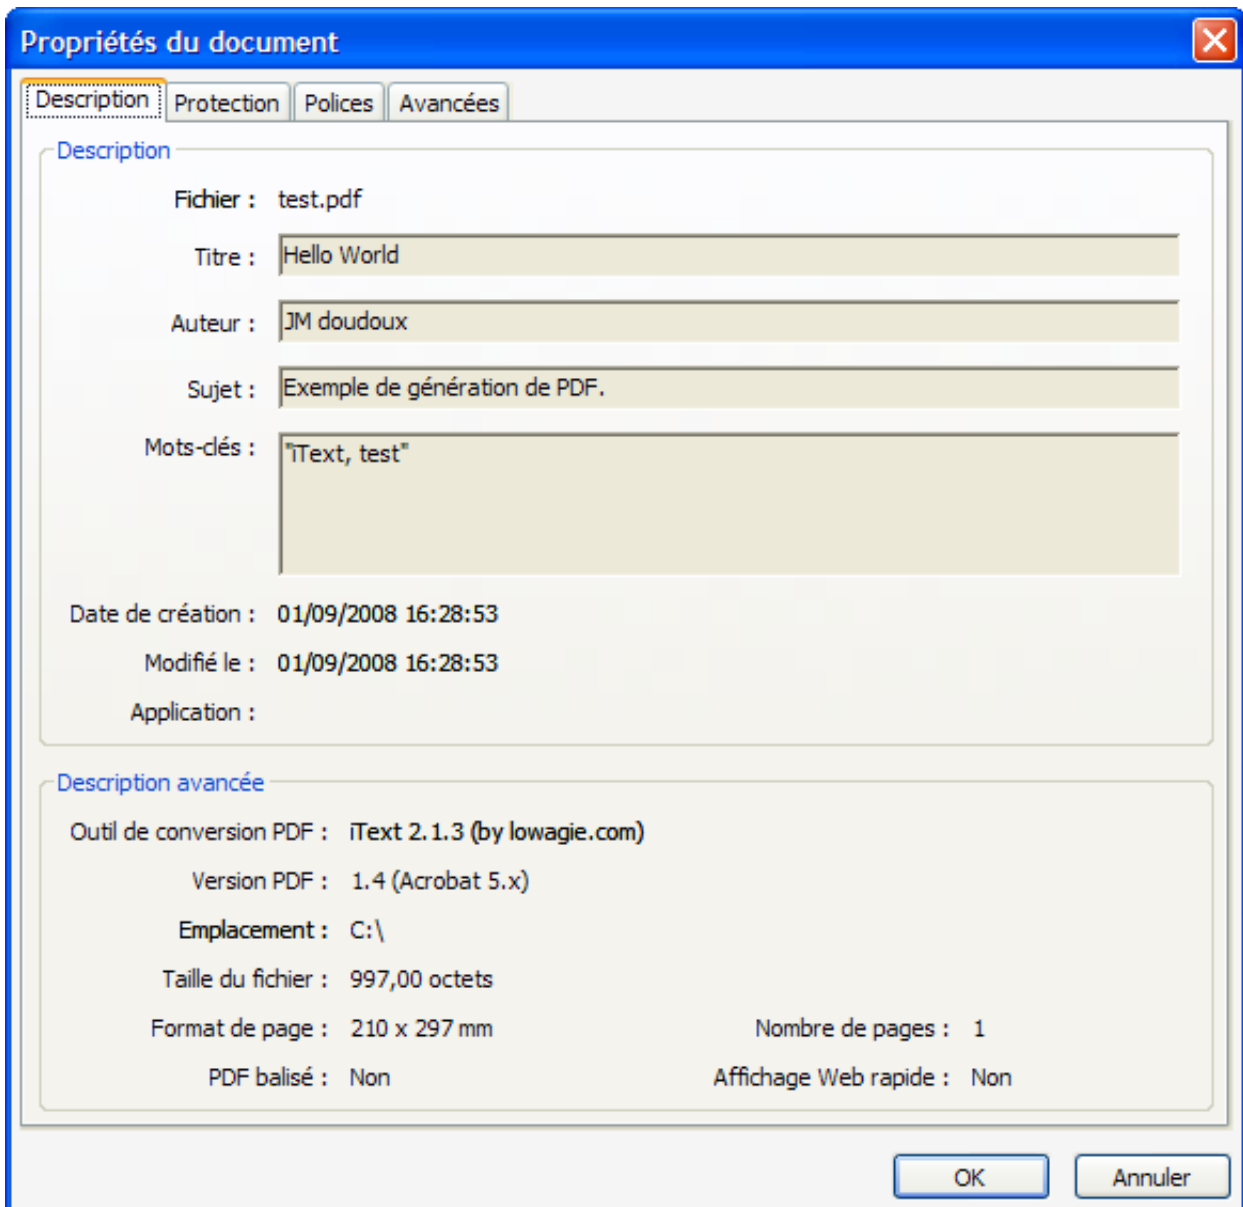 Propriétés du document
Description Protection Polices Avancées
Description
Fichier : test.pdf
Titre : Hello World
Auteur : JM doudoux
Sujet : Exemple de génération de PDF.
Mots-clés : "iText, test"
Date de création : 01/09/2008 16:28:53
Modifié le : 01/09/2008 16:28:53
Application :
Description avancée
Outil de conversion PDF : iText 2.1.3 (by lowagie.com)
Version PDF : 1.4 (Acrobat 5.x)
Emplacement : C:\
Taille du fichier : 997,00 octets
Format de page : 210 x 297 mm Nombre de pages : 1
PDF balisé : Non Affichage Web rapide : Non
OK Annuler